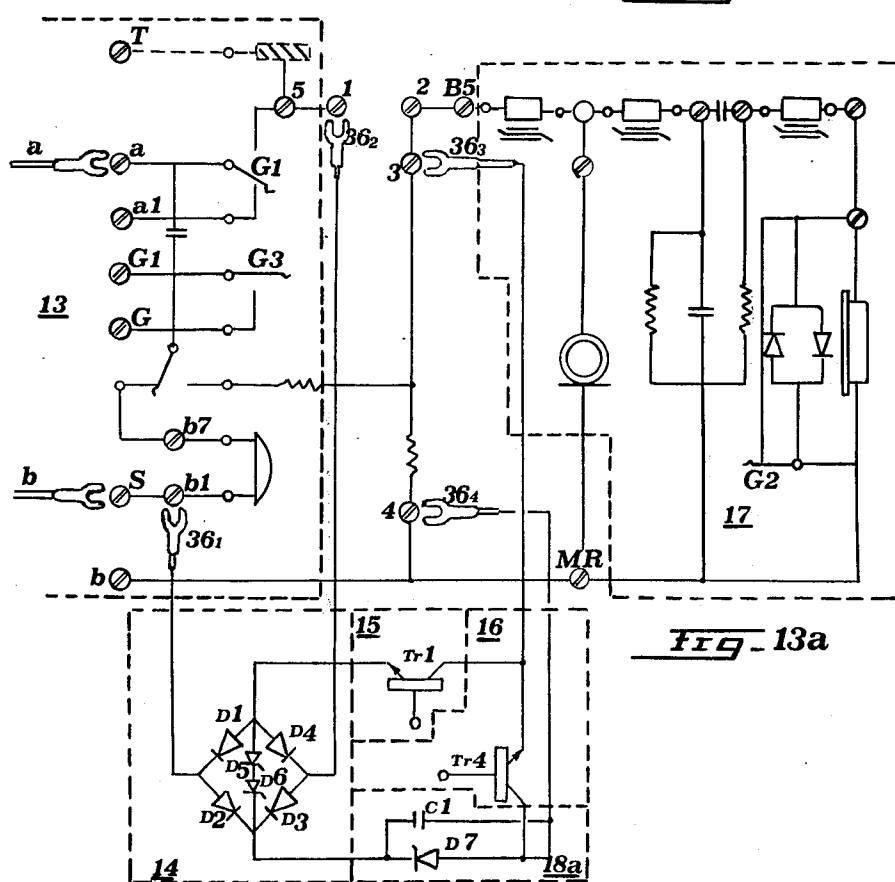 T
5 1 2 B5
36₂
a a G1 3 36₃
a1
G1 G3
13
G
b7
b S b1 4 36₄ G2
17
36₁
b MR
15 16
fig-13a
Tr1
D1 D4
D5 D6 Tr4
D2 D3 C1
D7
14 18a